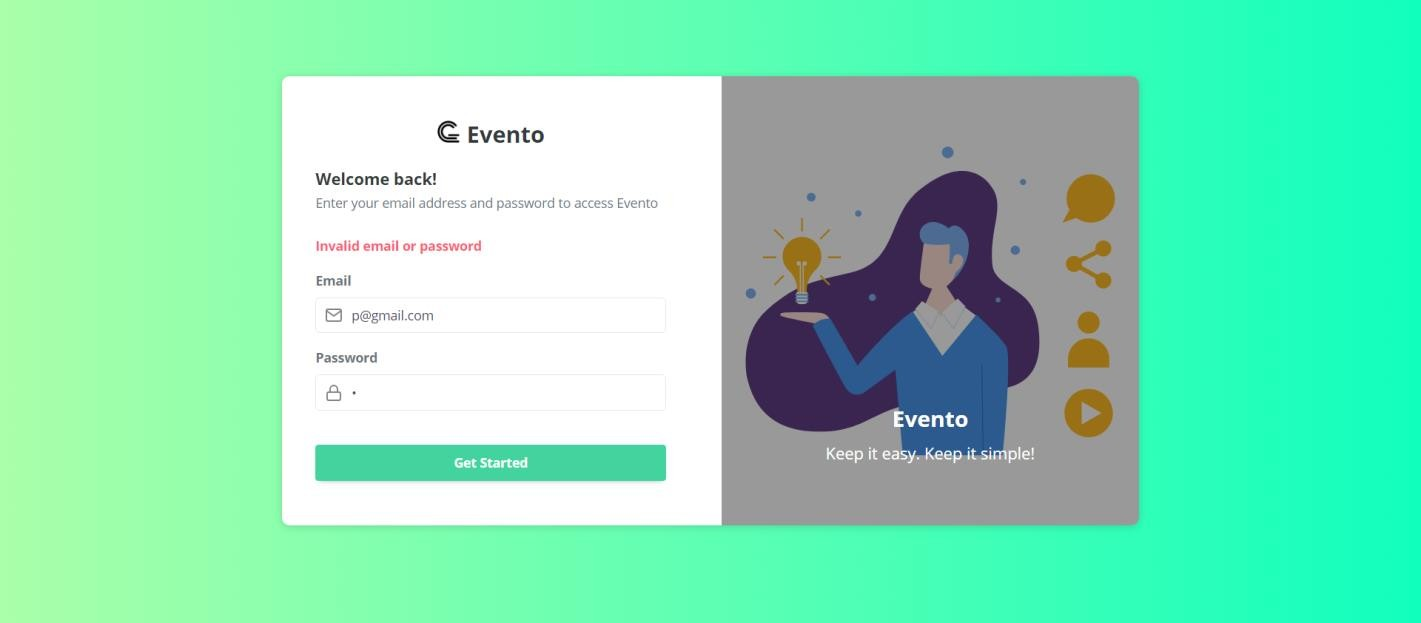 Evento
Welcome back!
Enter your email address and password to access Evento
Invalid email or password
Email
p@gmail.com
Password
•
Get Started
Evento
Keep it easy. Keep it simple!